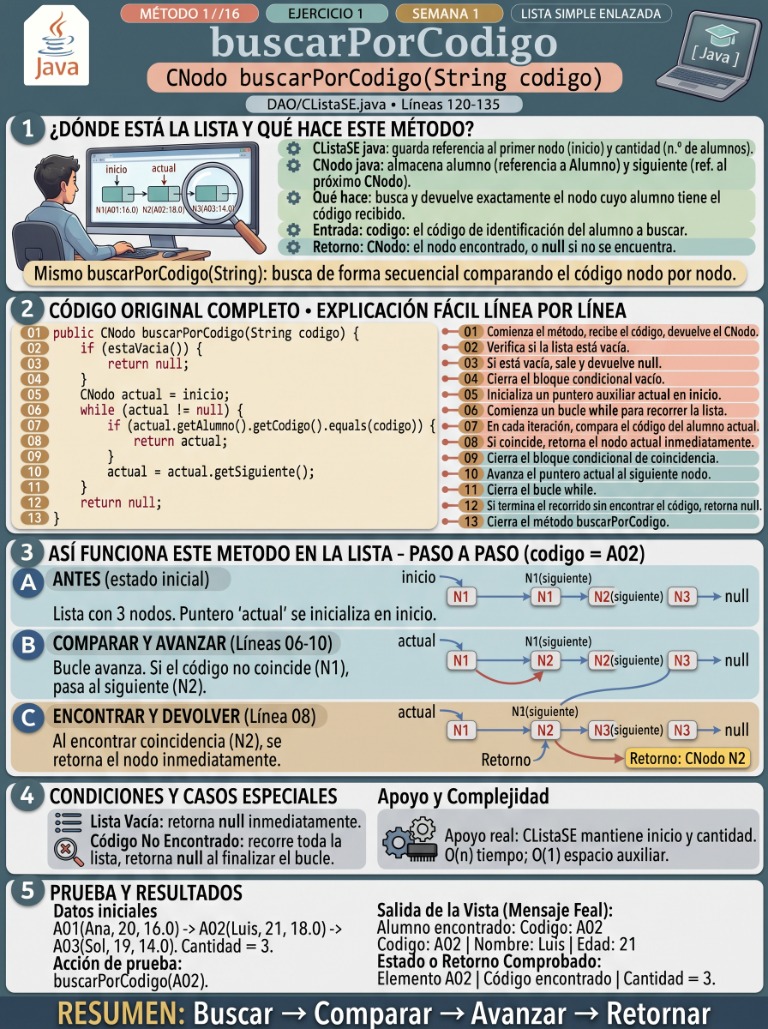 MÉTODO 1//16
EJERCICIO 1
SEMANA 1
LISTA SIMPLE ENLAZADA
Java
buscarPorCodigo
[ Java ]
CNodo buscarPorCodigo(String codigo)
DAO/CListaSE.java • Líneas 120-135
1 ¿DÓNDE ESTÁ LA LISTA Y QUÉ HACE ESTE MÉTODO?
inicio
actual
N1(A01:16.0)
N2(A02:18.0)
N3(A03:14.0)
CListaSE java: guarda referencia al primer nodo (inicio) y cantidad (n.º de alumnos).
CNodo java: almacena alumno (referencia a Alumno) y siguiente (ref. al
próximo CNodo).
Qué hace: busca y devuelve exactamente el nodo cuyo alumno tiene el
código recibido.
Entrada: codigo: el código de identificación del alumno a buscar.
Retorno: CNodo: el nodo encontrado, o null si no se encuentra.
Mismo buscarPorCodigo(String): busca de forma secuencial comparando el código nodo por nodo.
2 CÓDIGO ORIGINAL COMPLETO • EXPLICACIÓN FÁCIL LÍNEA POR LÍNEA
01 public CNodo buscarPorCodigo(String codigo) {
02 if (estaVacia()) {
03 return null;
04 }
05 CNodo actual = inicio;
06 while (actual != null) {
07 if (actual.getAlumno().getCodigo().equals(codigo)) {
08 return actual;
09 }
10 actual = actual.getSiguiente();
11 }
12 return null;
13 }
01 Comienza el método, recibe el código, devuelve el CNodo.
02 Verifica si la lista está vacía.
03 Si está vacía, sale y devuelve null.
04 Cierra el bloque condicional vacío.
05 Inicializa un puntero auxiliar actual en inicio.
06 Comienza un bucle while para recorrer la lista.
07 En cada iteración, compara el código del alumno actual.
08 Si coincide, retorna el nodo actual inmediatamente.
09 Cierra el bloque condicional de coincidencia.
10 Avanza el puntero actual al siguiente nodo.
11 Cierra el bucle while.
12 Si termina el recorrido sin encontrar el código, retorna null.
13 Cierra el método buscarPorCodigo.
3 ASÍ FUNCIONA ESTE METODO EN LA LISTA – PASO A PASO (codigo = A02)
A ANTES (estado inicial)
Lista con 3 nodos. Puntero ‘actual’ se inicializa en inicio.
inicio
N1(siguiente)
N1 N1 N2(siguiente) N3 null
B COMPARAR Y AVANZAR (Líneas 06-10)
Bucle avanza. Si el código no coincide (N1),
pasa al siguiente (N2).
actual
N1(siguiente)
N1 N2 N2(siguiente) N3 null
C ENCONTRAR Y DEVOLVER (Línea 08)
Al encontrar coincidencia (N2), se
retorna el nodo inmediatamente.
actual
N1(siguiente)
N1 N2 N3(siguiente) N3 null
Retorno
Retorno: CNodo N2
4 CONDICIONES Y CASOS ESPECIALES
Lista Vacía: retorna null inmediatamente.
Código No Encontrado: recorre toda la
lista, retorna null al finalizar el bucle.
Apoyo y Complejidad
Apoyo real: CListaSE mantiene inicio y cantidad.
O(n) tiempo; O(1) espacio auxiliar.
5 PRUEBA Y RESULTADOS
Datos iniciales
A01(Ana, 20, 16.0) -> A02(Luis, 21, 18.0) ->
A03(Sol, 19, 14.0). Cantidad = 3.
Acción de prueba:
buscarPorCodigo(A02).
Salida de la Vista (Mensaje Feal):
Alumno encontrado: Codigo: A02
Codigo: A02 | Nombre: Luis | Edad: 21
Estado o Retorno Comprobado:
Elemento A02 | Código encontrado | Cantidad = 3.
RESUMEN: Buscar → Comparar → Avanzar → Retornar